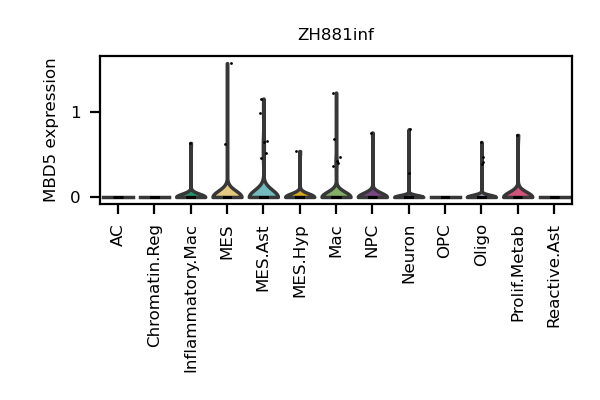 ZH881inf
MBD5 expression
1
0
AC
Chromatin.Reg
Inflammatory.Mac
MES
MES.Ast
MES.Hyp
Mac
NPC
Neuron
OPC
Oligo
Prolif.Metab
Reactive.Ast